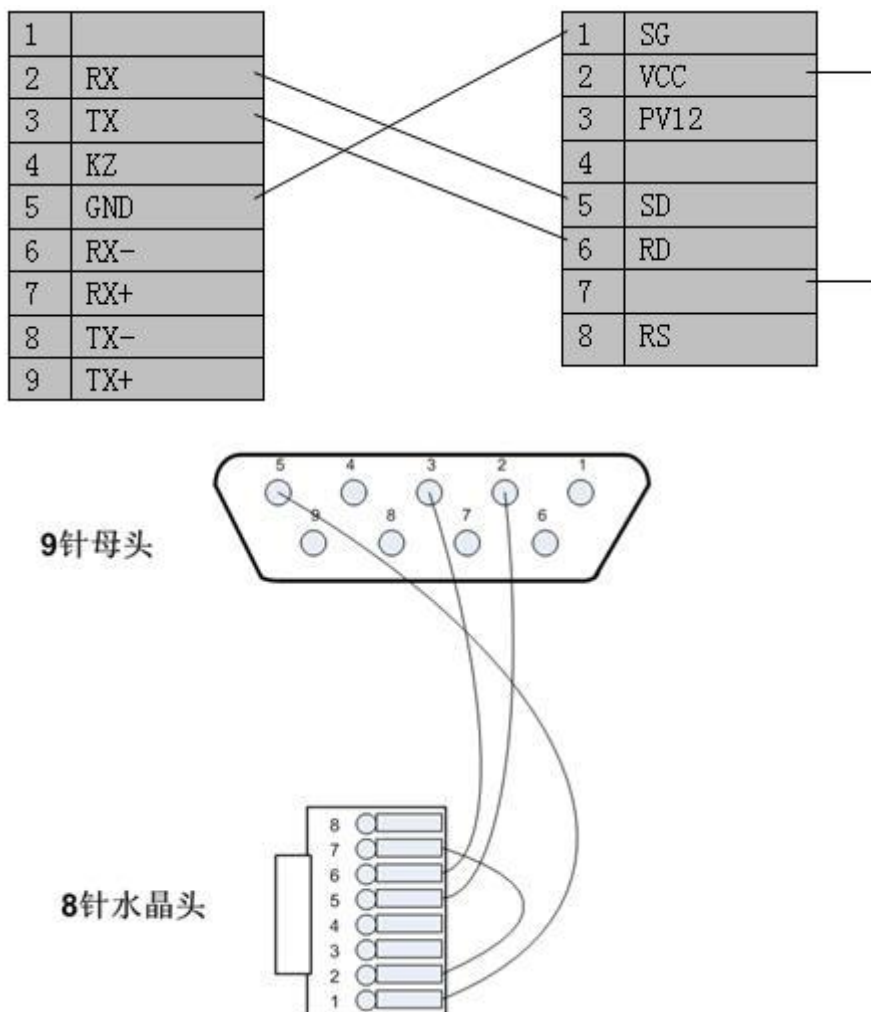 1
2 RX
3 TX
4 KZ
5 GND
6 RX-
7 RX+
8 TX-
9 TX+
1 SG
2 VCC
3 PV12
4
5 SD
6 RD
7
8 RS
5 4 3 2 1
9 8 7 6
9针母头
8
7
6
5
4
3
2
1
8针水晶头